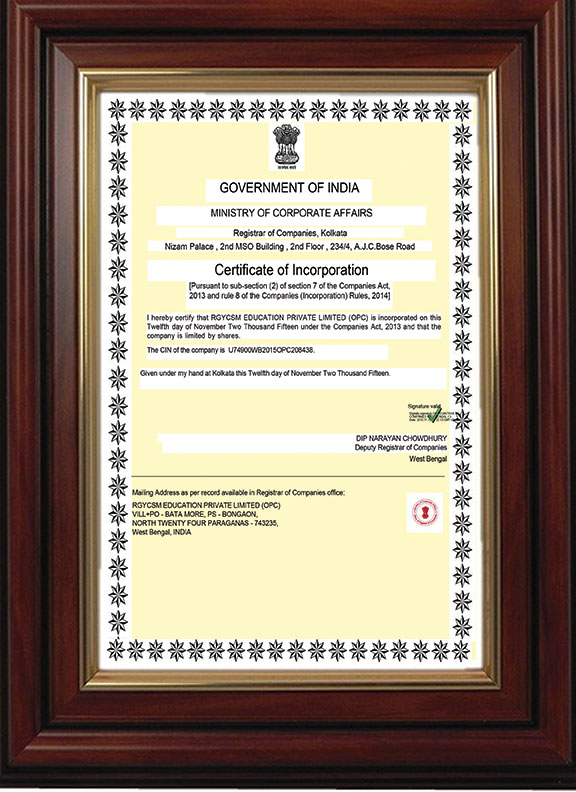 GOVERNMENT OF INDIA
MINISTRY OF CORPORATE AFFAIRS
Registrar of Companies, Kolkata
Nizam Palace , 2nd MSO Building , 2nd Floor , 234/4, A.J.C.Bose Road
Certificate of Incorporation
[Pursuant to sub-section (2) of section 7 of the Companies Act,
2013 and rule 8 of the Companies (Incorporation) Rules, 2014]
I hereby certify that RGYCSM EDUCATION PRIVATE LIMITED (OPC) is incorporated on this
Twelfth day of November Two Thousand Fifteen under the Companies Act, 2013 and that the
company is limited by shares.
The CIN of the company is U74900WB2015OPC208438.
Given under my hand at Kolkata this Twelfth day of November Two Thousand Fifteen.
Signature valid
DIP NARAYAN CHOWDHURY
Deputy Registrar of Companies
West Bengal
Mailing Address as per record available in Registrar of Companies office:
RGYCSM EDUCATION PRIVATE LIMITED (OPC)
VILL+PO - BATA MORE, PS - BONGAON,
NORTH TWENTY FOUR PARAGANAS - 743235,
West Bengal, INDIA